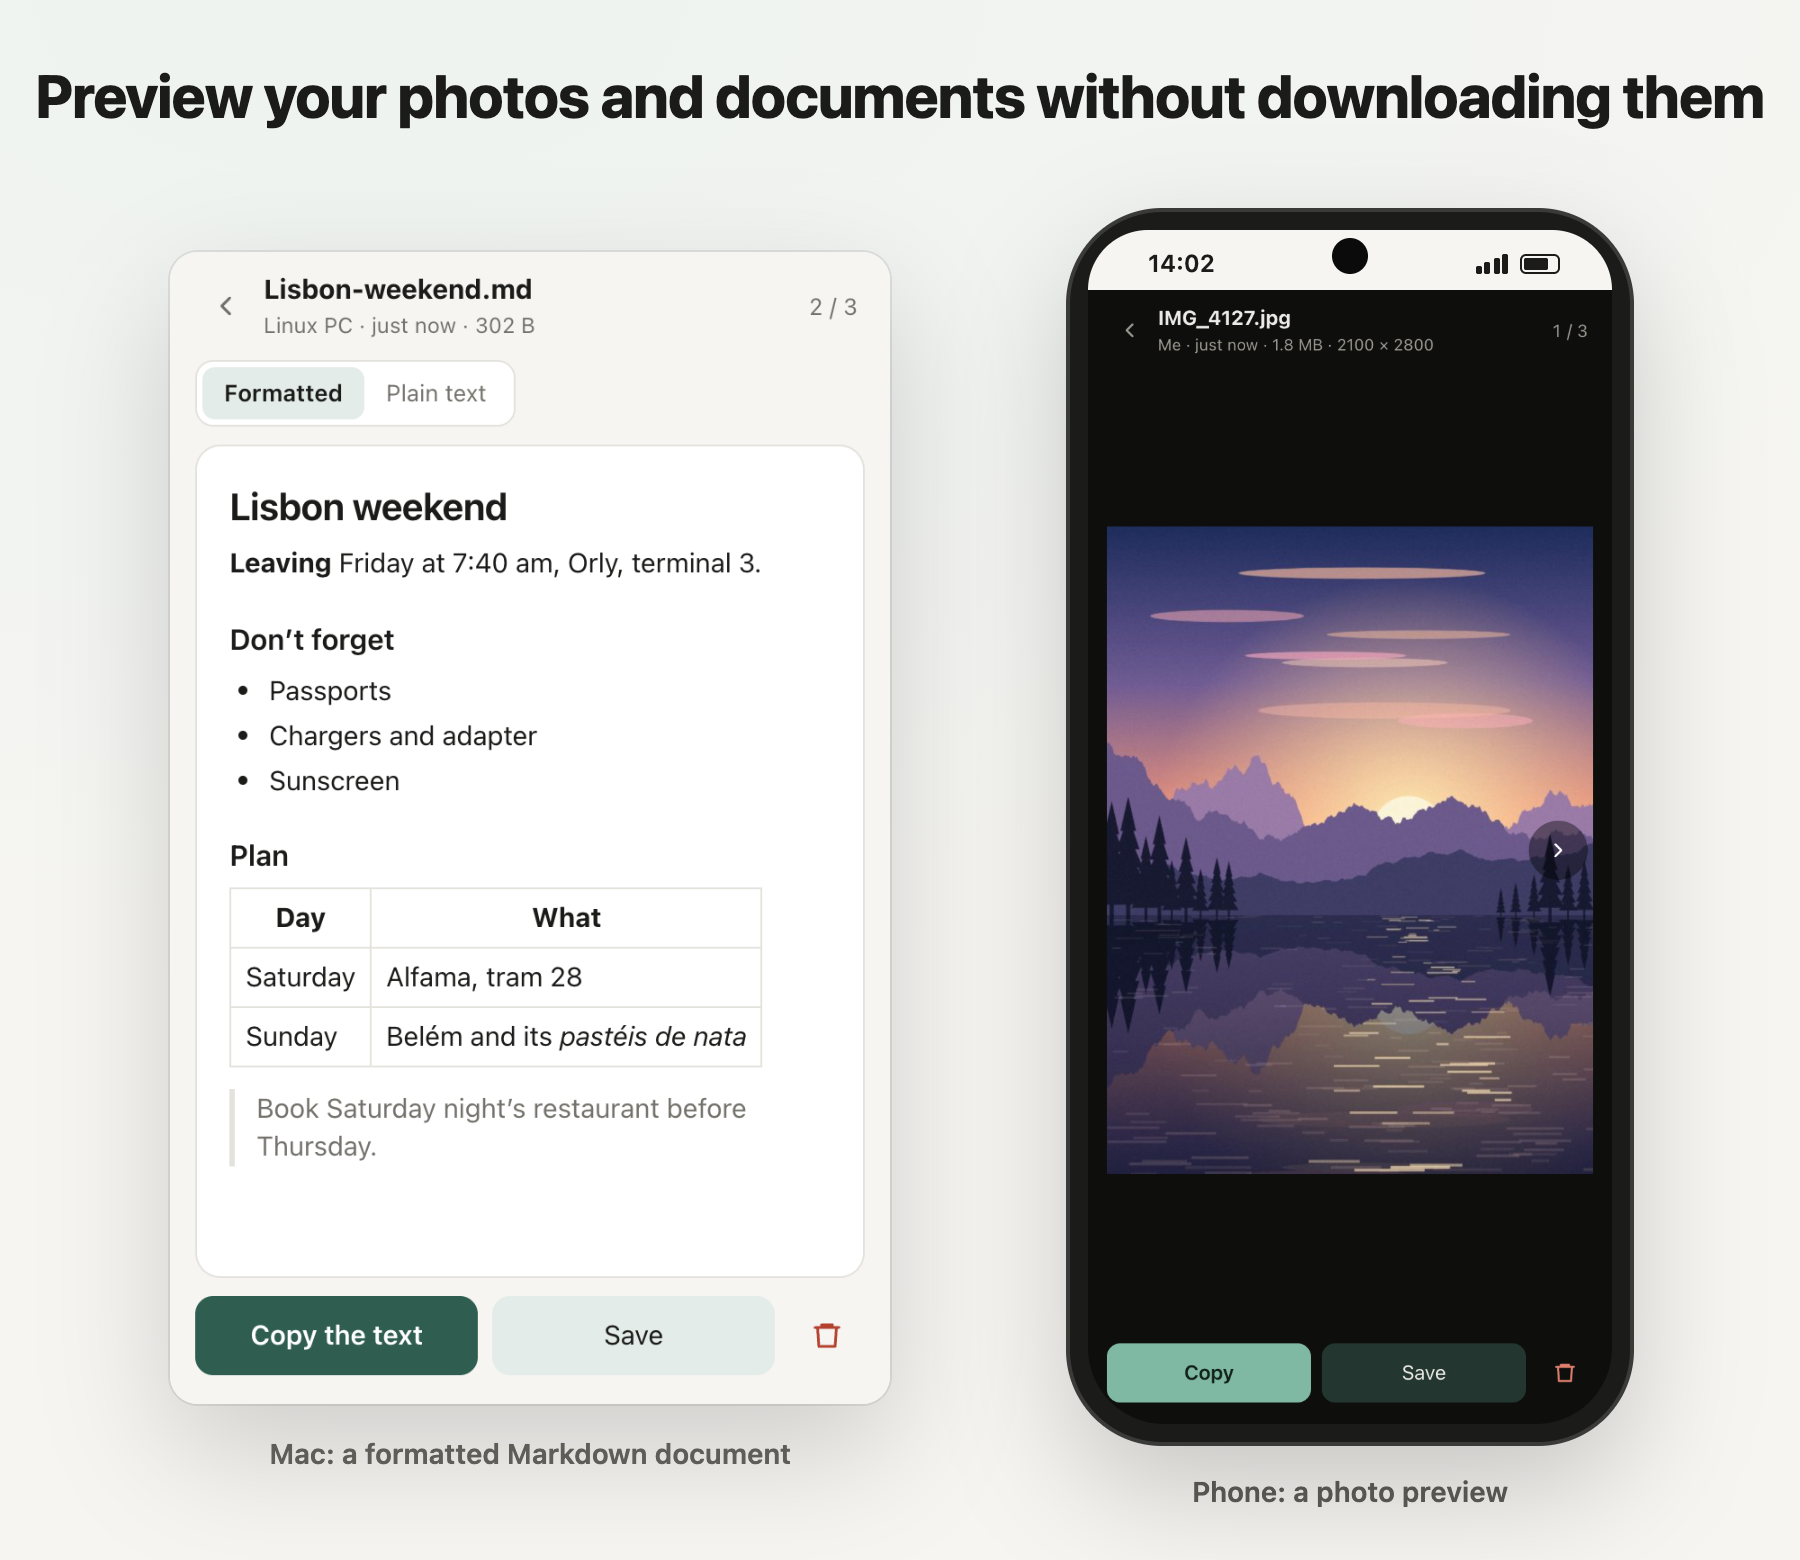 Preview your photos and documents without downloading them
Lisbon-weekend.md
Linux PC · just now · 302 B
2 / 3
Formatted
Plain text
Lisbon weekend
Leaving Friday at 7:40 am, Orly, terminal 3.
Don’t forget
• Passports
• Chargers and adapter
• Sunscreen
Plan
Day What
Saturday Alfama, tram 28
Sunday Belém and its pastéis de nata
Book Saturday night’s restaurant before
Thursday.
Copy the text
Save
Mac: a formatted Markdown document
14:02
IMG_4127.jpg
Me · just now · 1.8 MB · 2100 × 2800
1 / 3
Copy
Save
Phone: a photo preview